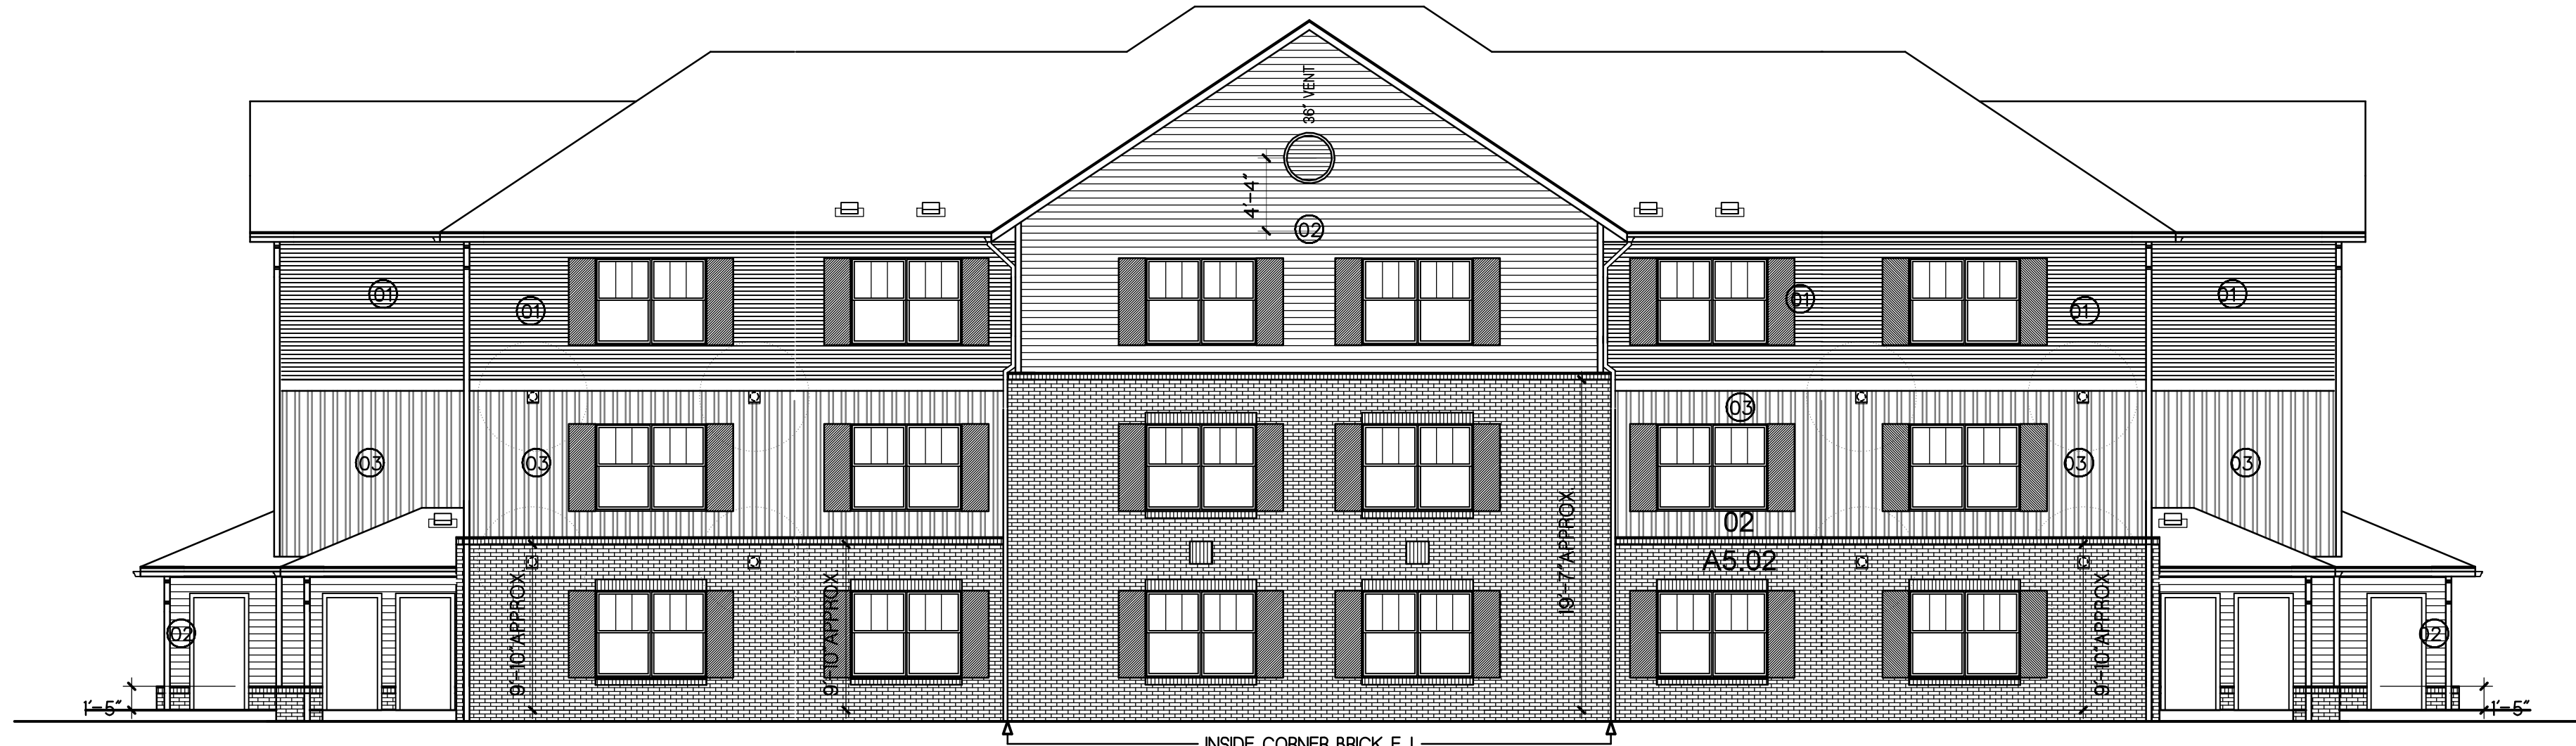 36" VENT
4'-4"
02
01
01
01
01
01
03
03
03
03
03
02
A5.02
19'-7"APPROX.
9'-10"APPROX.
9'-10"APPROX.
9'-10"APPROX.
02
02
1'-5"
1'-5"
INSIDE CORNER BRICK E.J.